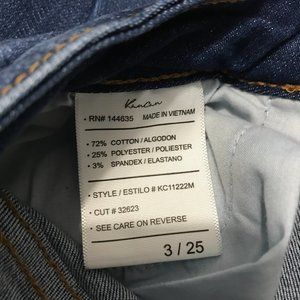 KanCan
• RN# 144635 MADE IN VIETNAM
• 72% COTTON / ALGODON
• 25% POLYESTER / POLIESTER
• 3% SPANDEX / ELASTANO
• STYLE / ESTILO # KC11222M
• CUT # 32623
• SEE CARE ON REVERSE
3 / 25